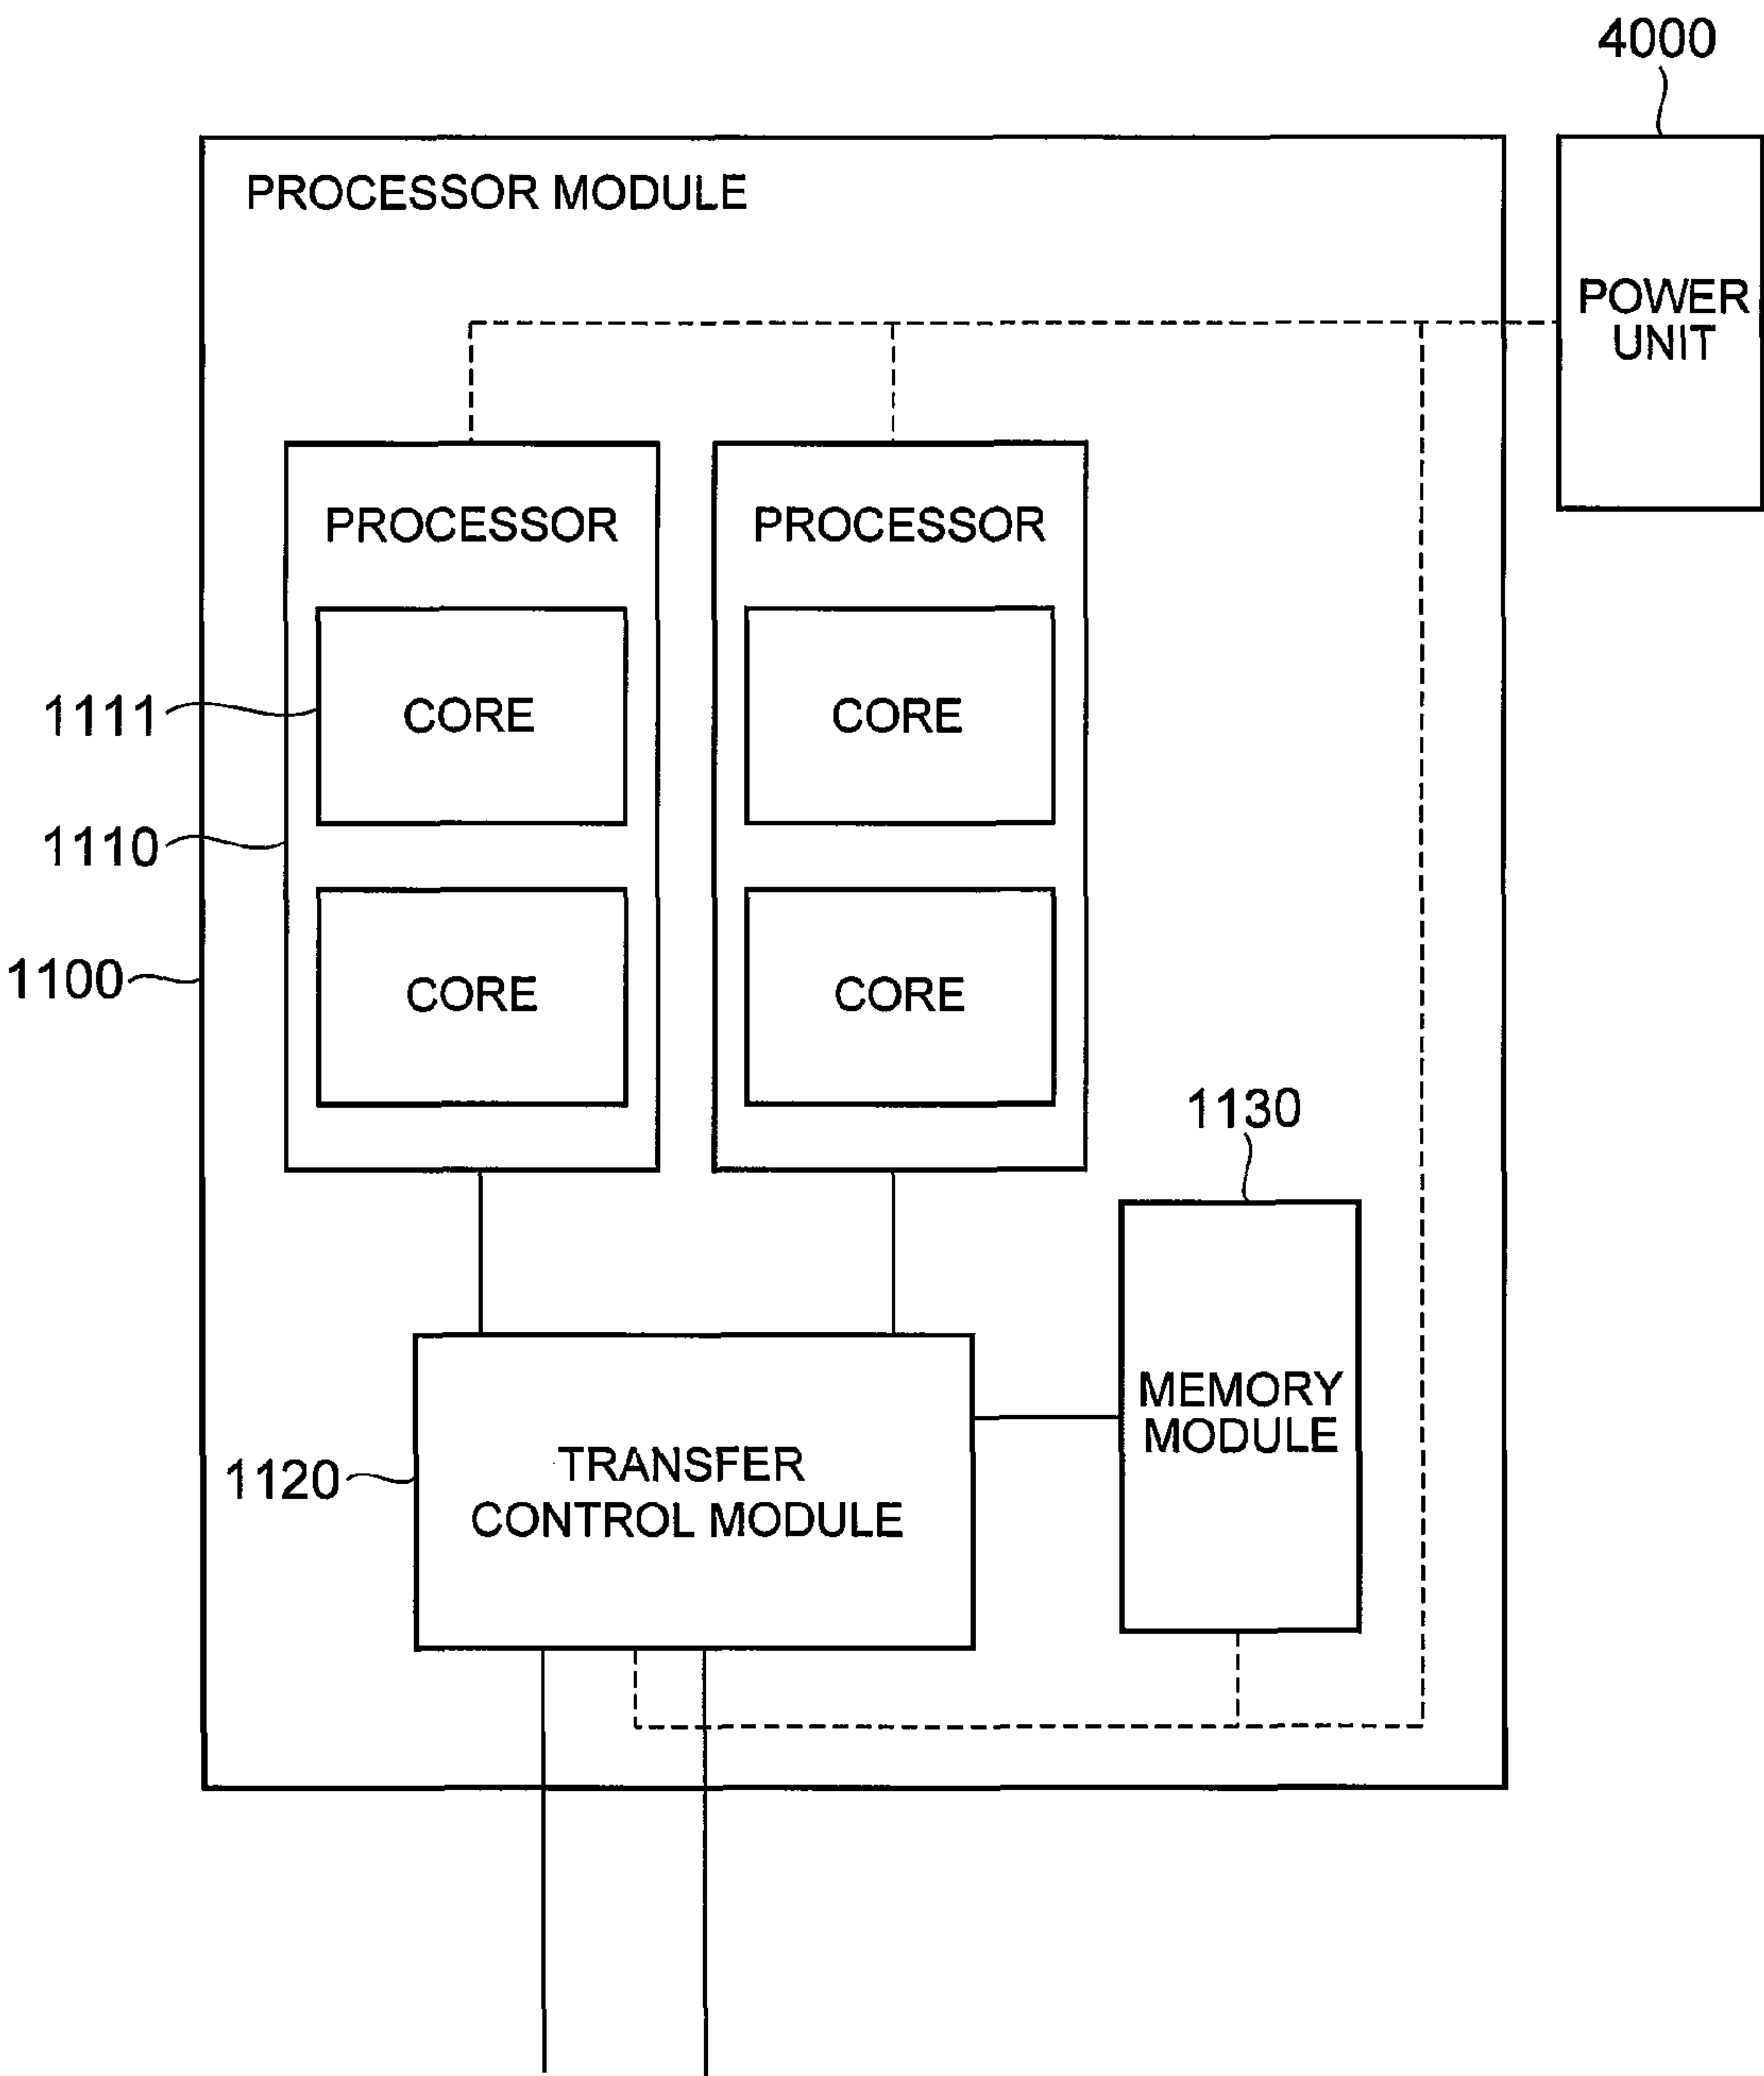 4000
PROCESSOR MODULE
POWER
UNIT
PROCESSOR
PROCESSOR
1111
CORE
CORE
1110
1100
CORE
CORE
1130
MEMORY
MODULE
1120
TRANSFER
CONTROL MODULE